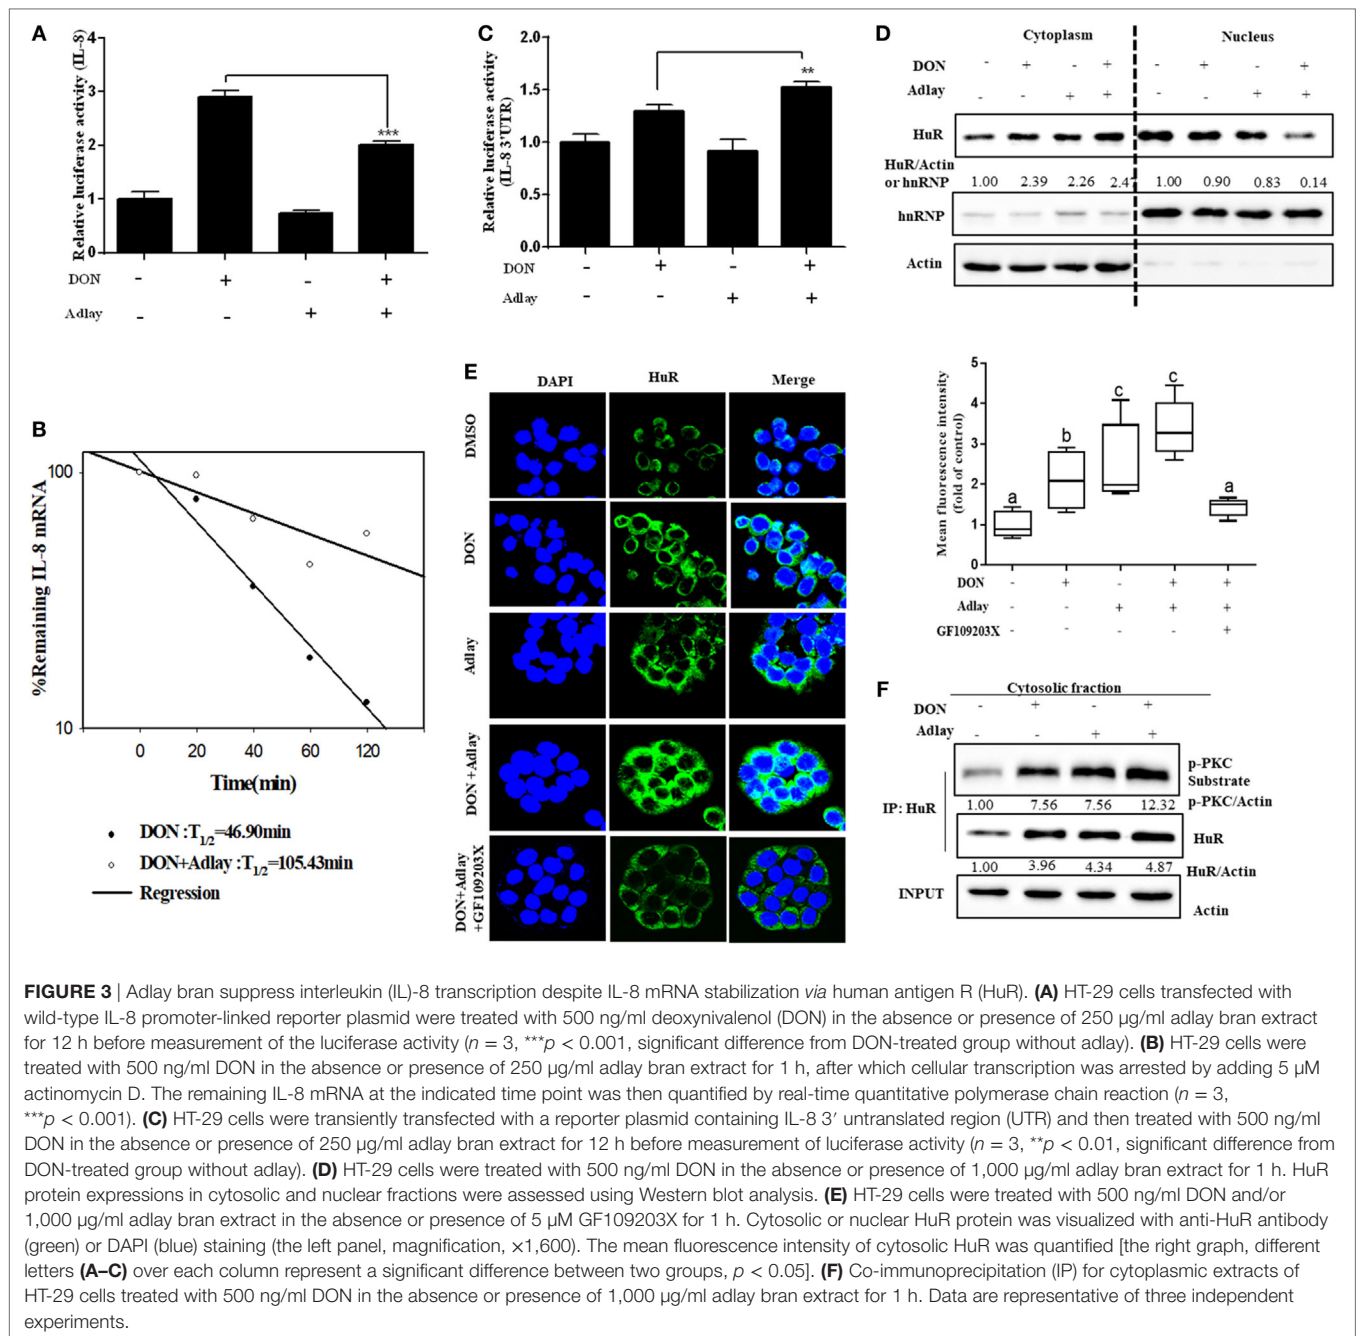 A
Relative luciferase activity (IL-8)
4
3
2
1
0
***
DON - + - +
Adlay - - + +
B
%Remaining IL-8 mRNA
100
10
0 20 40 60 120
Time(min)
• DON :T1/2=46.90min
○ DON+Adlay :T1/2=105.43min
Regression
C
Relative luciferase activity
(IL-8 3'UTR)
2.0
1.5
1.0
0.5
0.0
**
DON - + - +
Adlay - - + +
D
Cytoplasm Nucleus
DON - + - + - + - +
Adlay - - + + - - + +
HuR
HuR/Actin
or hnRNP 1.00 2.39 2.26 2.4 1.00 0.90 0.83 0.14
hnRNP
Actin
E
DAPI HuR Merge
DMSO
DON
Adlay
DON +Adlay
DON+Adlay
+GF109203X
Mean fluorescence intensity
(fold of control)
5
4
3
2
1
0
a b c c a
DON - + - + +
Adlay - - + + +
GF109203X - - - - +
F
Cytosolic fraction
DON - + - +
Adlay - - + +
IP: HuR
p-PKC
Substrate
1.00 7.56 7.56 12.32 p-PKC/Actin
HuR
1.00 3.96 4.34 4.87 HuR/Actin
INPUT Actin
FIGURE 3 | Adlay bran suppress interleukin (IL)-8 transcription despite IL-8 mRNA stabilization via human antigen R (HuR). (A) HT-29 cells transfected with
wild-type IL-8 promoter-linked reporter plasmid were treated with 500 ng/ml deoxynivalenol (DON) in the absence or presence of 250 μg/ml adlay bran extract
for 12 h before measurement of the luciferase activity (n = 3, ***p < 0.001, significant difference from DON-treated group without adlay). (B) HT-29 cells were
treated with 500 ng/ml DON in the absence or presence of 250 μg/ml adlay bran extract for 1 h, after which cellular transcription was arrested by adding 5 μM
actinomycin D. The remaining IL-8 mRNA at the indicated time point was then quantified by real-time quantitative polymerase chain reaction (n = 3,
***p < 0.001). (C) HT-29 cells were transiently transfected with a reporter plasmid containing IL-8 3′ untranslated region (UTR) and then treated with 500 ng/ml
DON in the absence or presence of 250 μg/ml adlay bran extract for 12 h before measurement of luciferase activity (n = 3, **p < 0.01, significant difference from
DON-treated group without adlay). (D) HT-29 cells were treated with 500 ng/ml DON in the absence or presence of 1,000 μg/ml adlay bran extract for 1 h. HuR
protein expressions in cytosolic and nuclear fractions were assessed using Western blot analysis. (E) HT-29 cells were treated with 500 ng/ml DON and/or
1,000 μg/ml adlay bran extract in the absence or presence of 5 μM GF109203X for 1 h. Cytosolic or nuclear HuR protein was visualized with anti-HuR antibody
(green) or DAPI (blue) staining (the left panel, magnification, ×1,600). The mean fluorescence intensity of cytosolic HuR was quantified [the right graph, different
letters (A–C) over each column represent a significant difference between two groups, p < 0.05]. (F) Co-immunoprecipitation (IP) for cytoplasmic extracts of
HT-29 cells treated with 500 ng/ml DON in the absence or presence of 1,000 μg/ml adlay bran extract for 1 h. Data are representative of three independent
experiments.